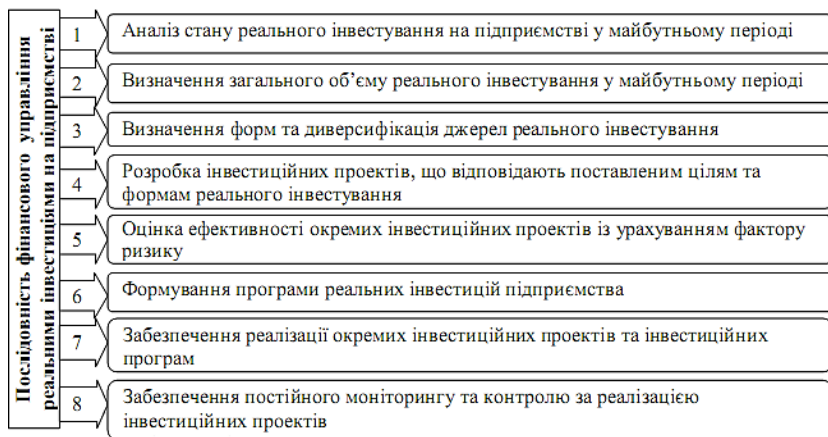 Послідовність фінансового управління
реальними інвестиціями на підприємстві
1
Аналіз стану реального інвестування на підприємстві у майбутньому періоді
2
Визначення загального об’єму реального інвестування у майбутньому періоді
3
Визначення форм та диверсифікація джерел реального інвестування
4
Розробка інвестиційних проектів, що відповідають поставленим цілям та
формам реального інвестування
5
Оцінка ефективності окремих інвестиційних проектів із урахуванням фактору
ризику
6
Формування програми реальних інвестицій підприємства
7
Забезпечення реалізації окремих інвестиційних проектів та інвестиційних
програм
8
Забезпечення постійного моніторингу та контролю за реалізацією
інвестиційних проектів